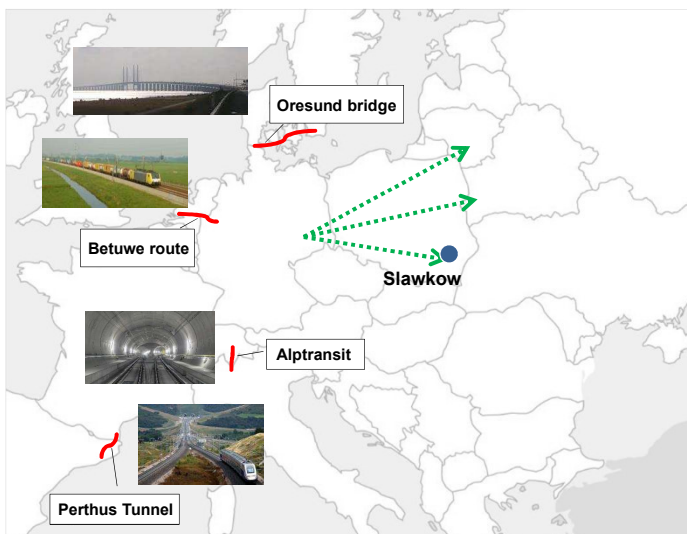 Oresund bridge
Betuwe route
Slawkow
Alptransit
Perthus Tunnel